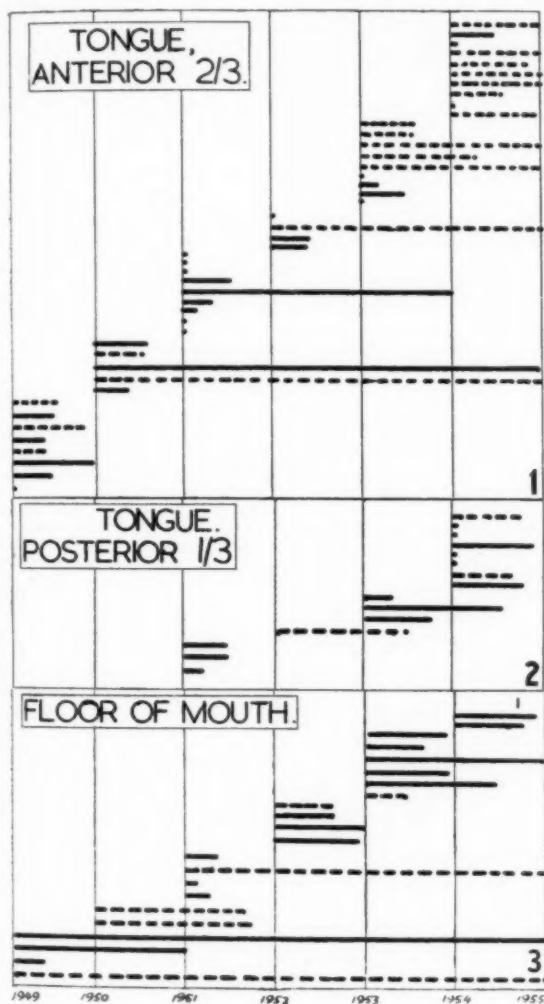 TONGUE,
ANTERIOR 2/3.
1
TONGUE.
POSTERIOR 1/3
2
FLOOR OF MOUTH.
3
1949 1950 1951 1952 1953 1954 1955